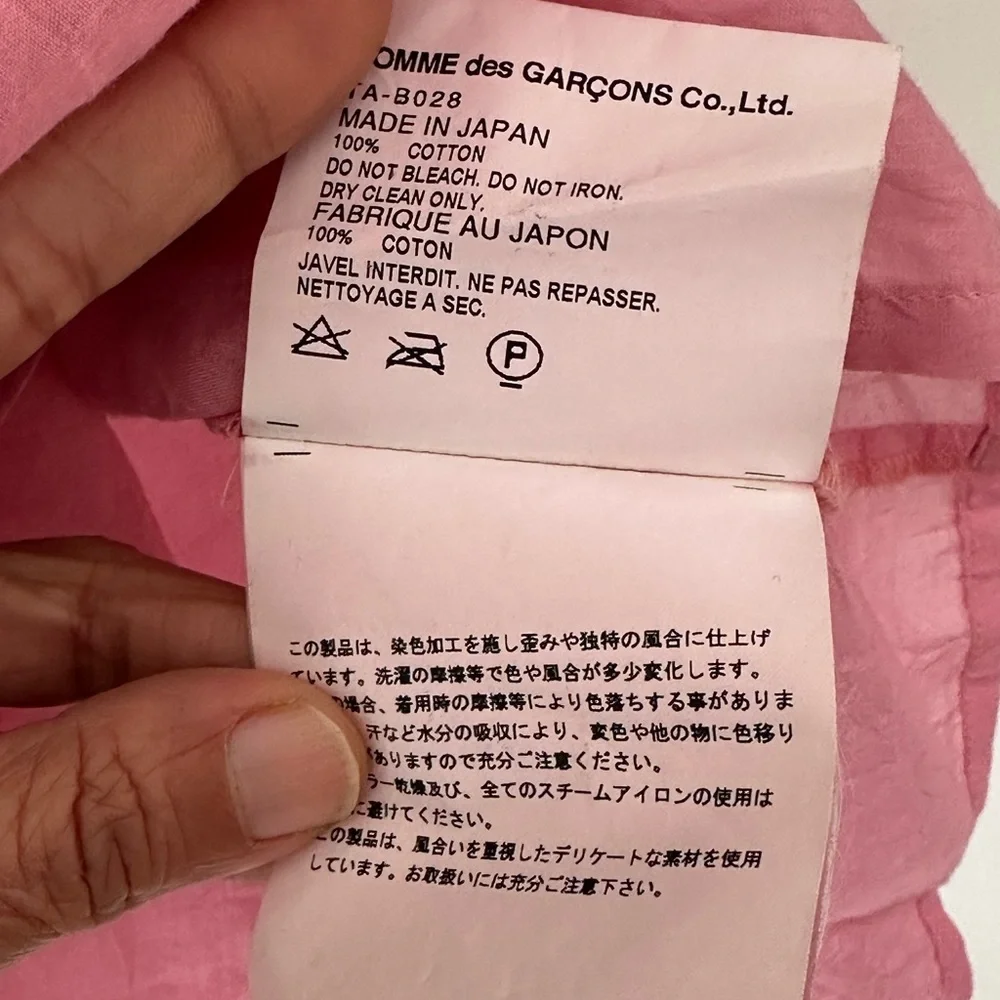 OMME des GARÇONS Co.,Ltd.
TA-B028
MADE IN JAPAN
100% COTTON
DO NOT BLEACH. DO NOT IRON.
DRY CLEAN ONLY.
FABRIQUE AU JAPON
100% COTON
JAVEL INTERDIT. NE PAS REPASSER.
NETTOYAGE A SEC.
P
この製品は、染色加工を施し歪みや独特の風合に仕上げ
ています。洗濯の摩擦等で色や風合が多少変化します。
の場合、着用時の摩擦等により色落ちする事がありま
汗など水分の吸収により、変色や他の物に色移り
がありますので充分ご注意ください。
ラー乾燥及び、全てのスチームアイロンの使用は
に避けてください。
この製品は、風合いを重視したデリケートな素材を使用
しています。お取扱いには充分ご注意下さい。